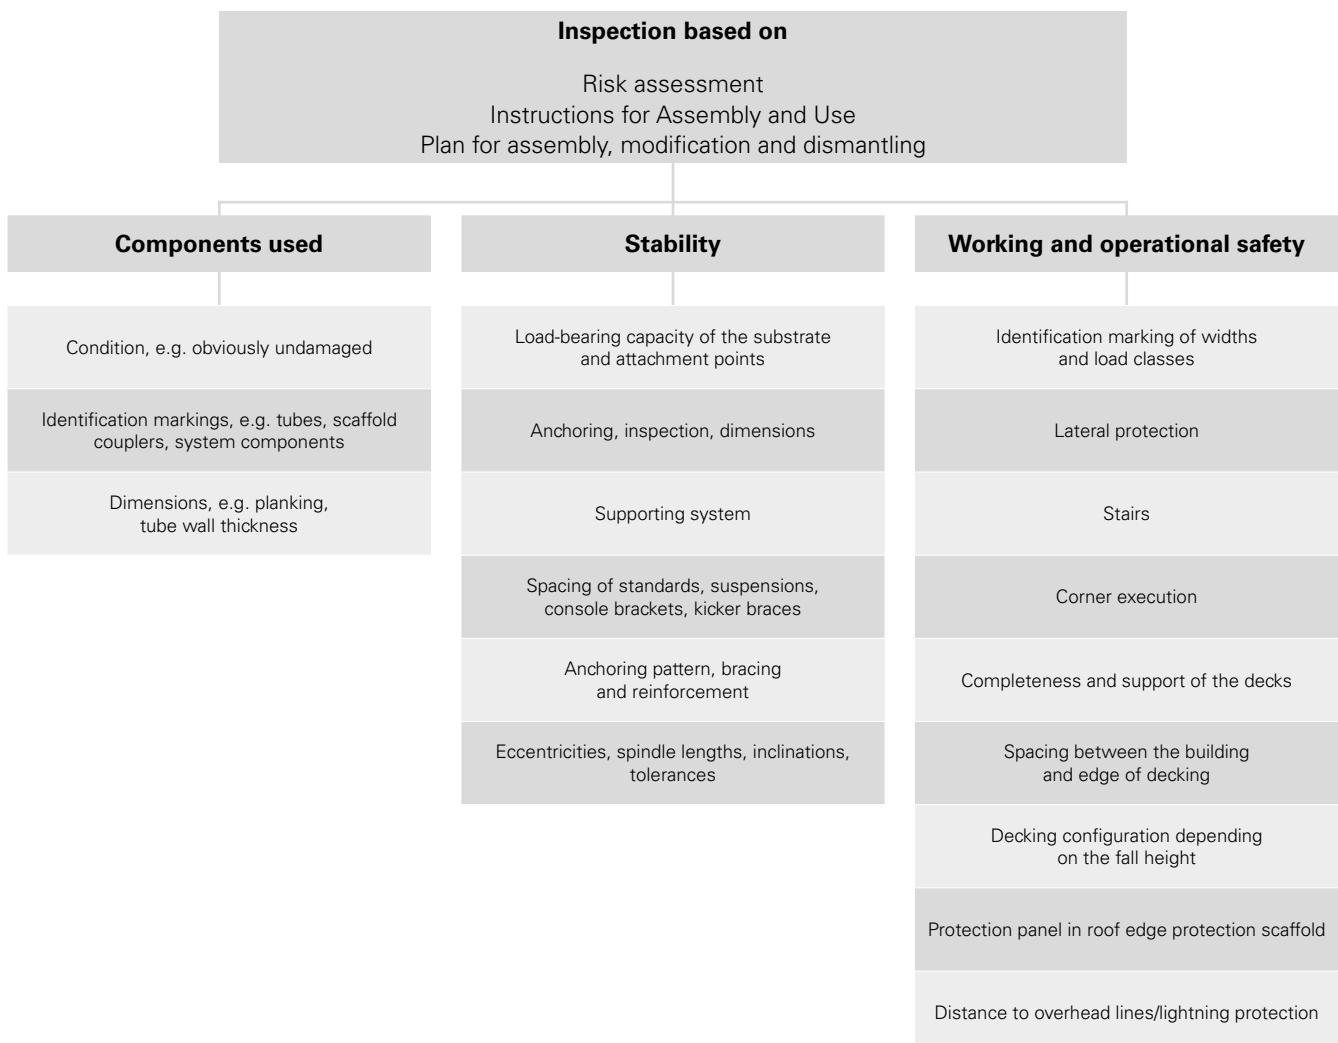 Inspection based on
Risk assessment
Instructions for Assembly and Use
Plan for assembly, modification and dismantling
Components used
Condition, e.g. obviously undamaged
Identification markings, e.g. tubes, scaffold
couplers, system components
Dimensions, e.g. planking,
tube wall thickness
Stability
Load-bearing capacity of the substrate
and attachment points
Anchoring, inspection, dimensions
Supporting system
Spacing of standards, suspensions,
console brackets, kicker braces
Anchoring pattern, bracing
and reinforcement
Eccentricities, spindle lengths, inclinations,
tolerances
Working and operational safety
Identification marking of widths
and load classes
Lateral protection
Stairs
Corner execution
Completeness and support of the decks
Spacing between the building
and edge of decking
Decking configuration depending
on the fall height
Protection panel in roof edge protection scaffold
Distance to overhead lines/lightning protection